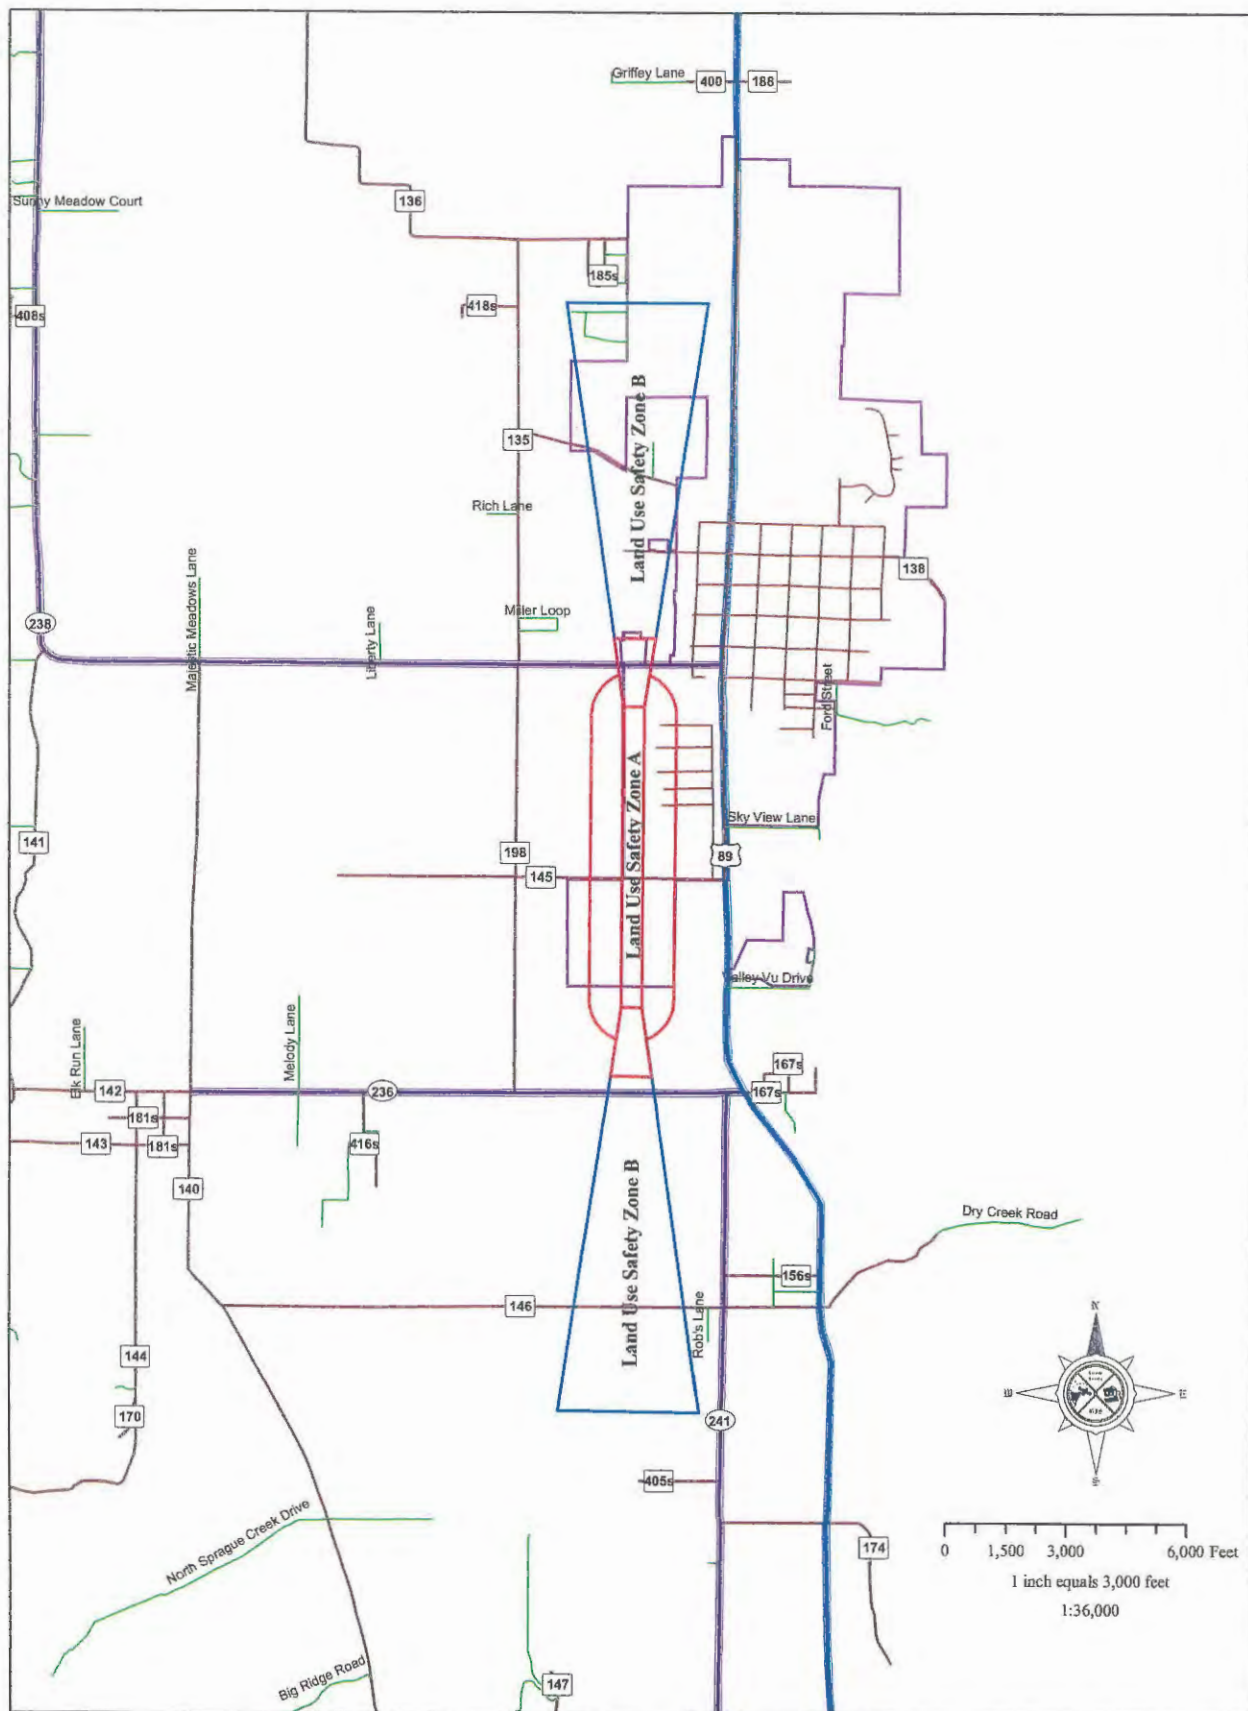 Griffey Lane
400
188
136
Sunny Meadow Court
185s
418s
408s
Land Use Safety Zone B
135
Rich Lane
138
Majestic Meadows Lane
Miller Loop
238
Liberty Lane
Ford Street
Land Use Safety Zone A
Sky View Lane
141
198
89
145
Valley Vu Drive
Elk Run Lane
Melody Lane
167s
142
236
167s
181s
143
181s
416s
140
Dry Creek Road
Land Use Safety Zone B
156s
146
Rob's Lane
144
N
W
E
170
241
405s
North Sprague Creek Drive
174
0 1,500 3,000 6,000 Feet
1 inch equals 3,000 feet
1:36,000
Big Ridge Road
147